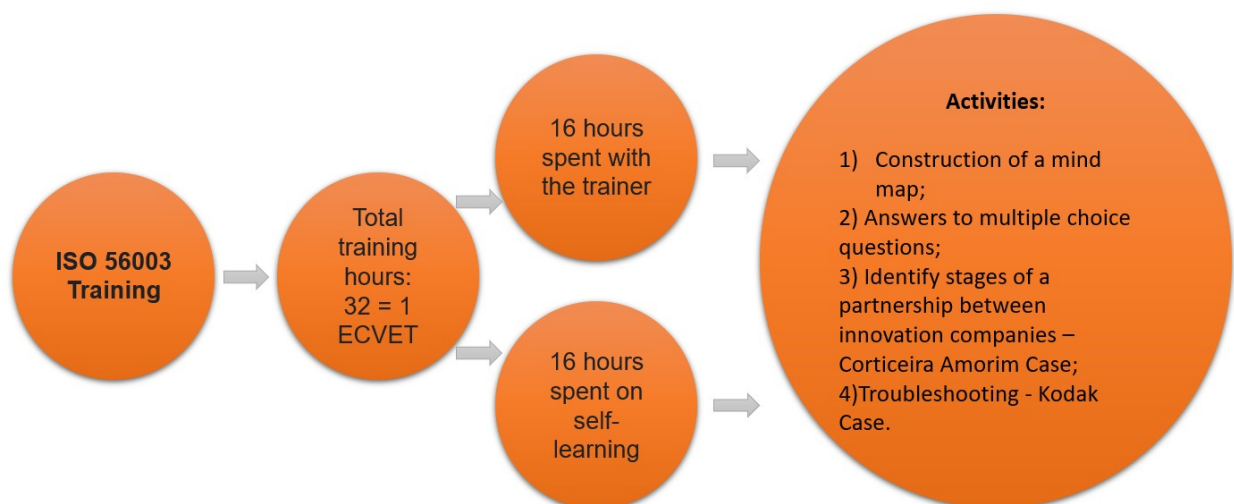 ISO 56003
Training
Total
training
hours:
32 = 1
ECVET
16 hours
spent with
the trainer
16 hours
spent on
self-
learning
Activities:
1) Construction of a mind
map;
2) Answers to multiple choice
questions;
3) Identify stages of a
partnership between
innovation companies –
Corticeira Amorim Case;
4)Troubleshooting - Kodak
Case.